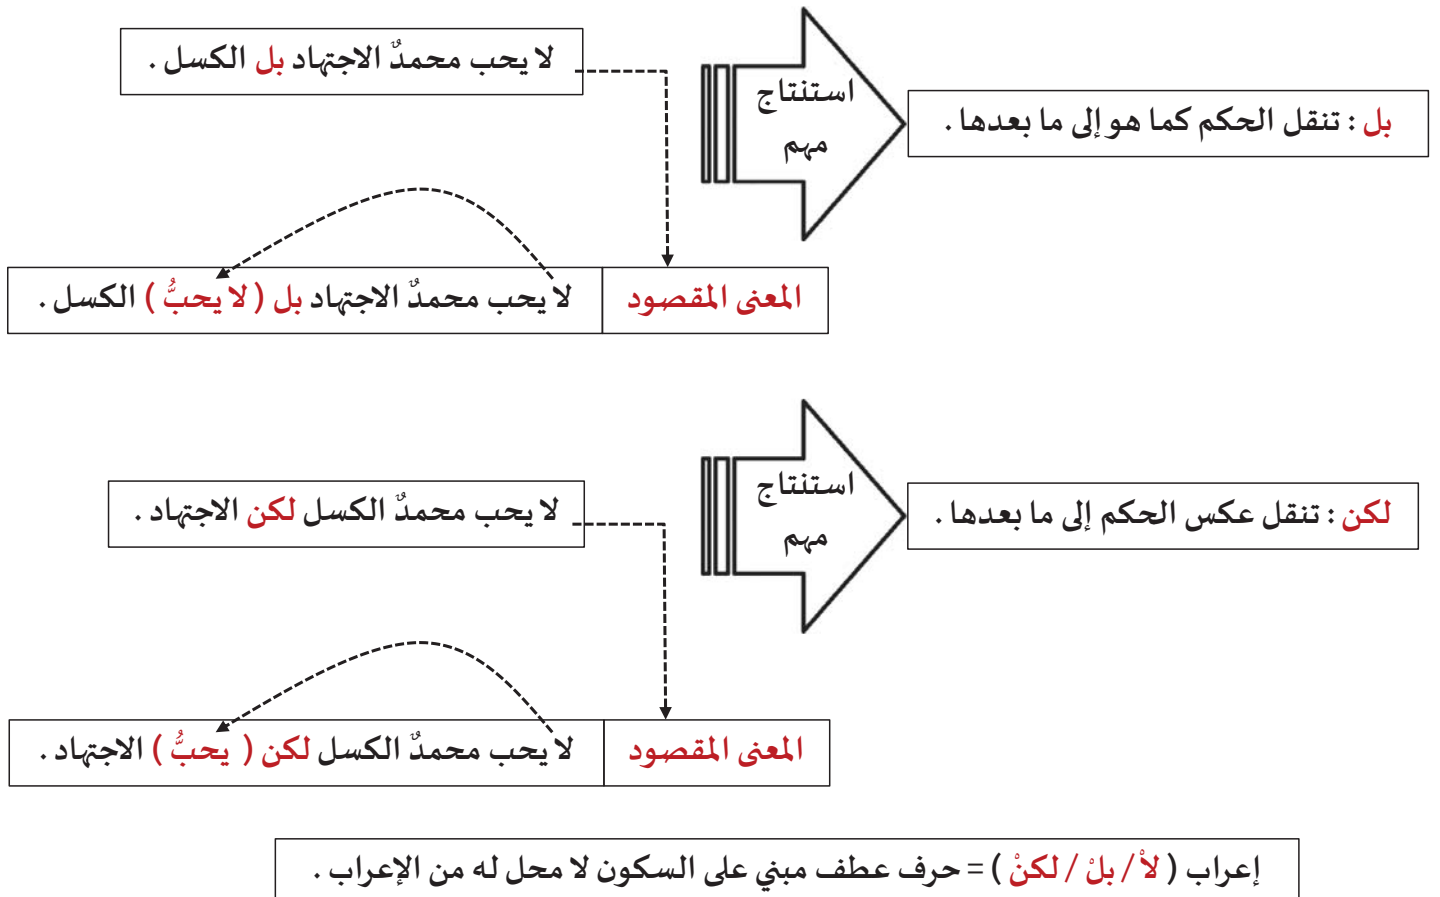 لا يحب محمدٌ الاجتهاد بل الكسل .
استنتاج
مهم
بل : تنقل الحكم كما هو إلى ما بعدها .
المعنى المقصود
لا يحب محمدٌ الاجتهاد بل ( لا يحبُّ ) الكسل .
لا يحب محمدٌ الكسل لكن الاجتهاد .
استنتاج
مهم
لكن : تنقل عكس الحكم إلى ما بعدها .
المعنى المقصود
لا يحب محمدٌ الكسل لكن ( يحبُّ ) الاجتهاد .
إعراب ( لاْ / بلْ / لكنْ ) = حرف عطف مبني على السكون لا محل له من الإعراب .